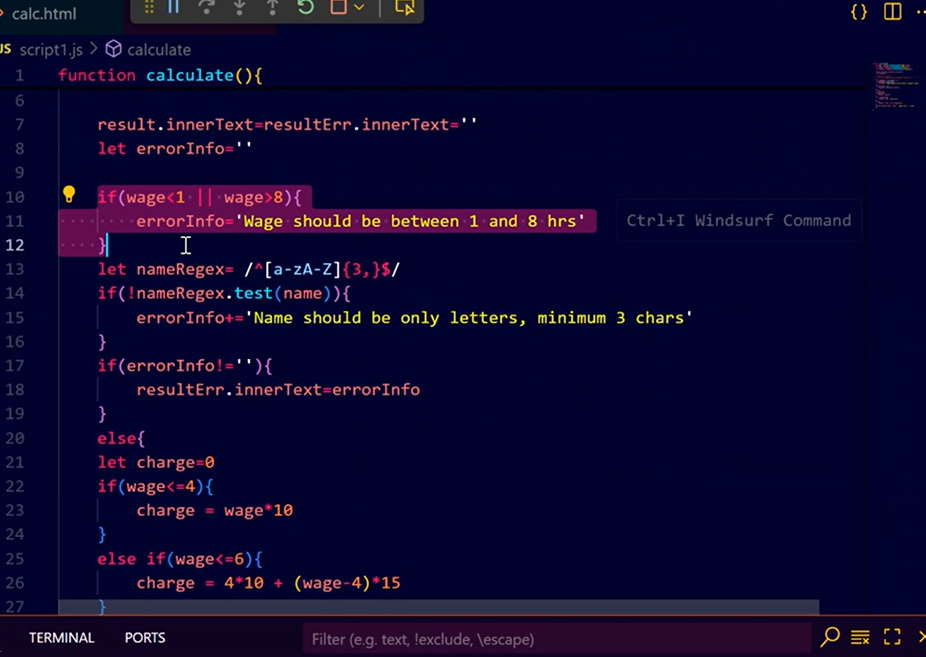 calc.html
JS script1.js > calculate
1 function calculate(){
6
7 result.innerText=resultErr.innerText=''
8 let errorInfo=''
9
10 if(wage<1 || wage>8){
11 errorInfo='Wage should be between 1 and 8 hrs' Ctrl+I Windsurf Command
12 }
13 let nameRegex= /^[a-zA-Z]{3,}$/
14 if(!nameRegex.test(name)){
15 errorInfo+='Name should be only letters, minimum 3 chars'
16 }
17 if(errorInfo!=''){
18 resultErr.innerText=errorInfo
19 }
20 else{
21 let charge=0
22 if(wage<=4){
23 charge = wage*10
24 }
25 else if(wage<=6){
26 charge = 4*10 + (wage-4)*15
27 }
TERMINAL PORTS Filter (e.g. text, !exclude, \escape)